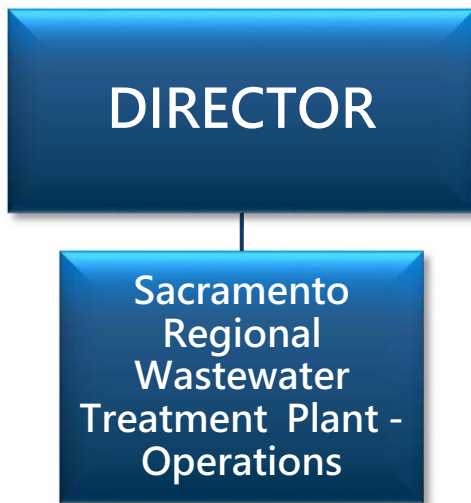 DIRECTOR
Sacramento
Regional
Wastewater
Treatment Plant -
Operations